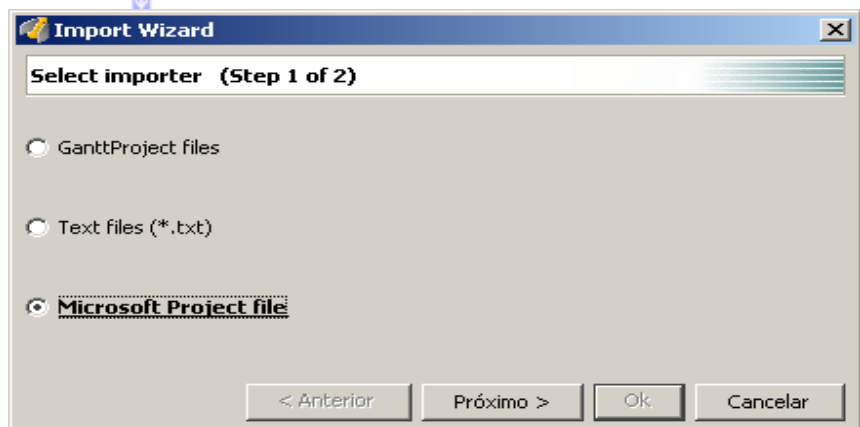 Import Wizard
Select importer (Step 1 of 2)
GanttProject files
Text files (*.txt)
Microsoft Project file
< Anterior Próximo > Ok Cancelar